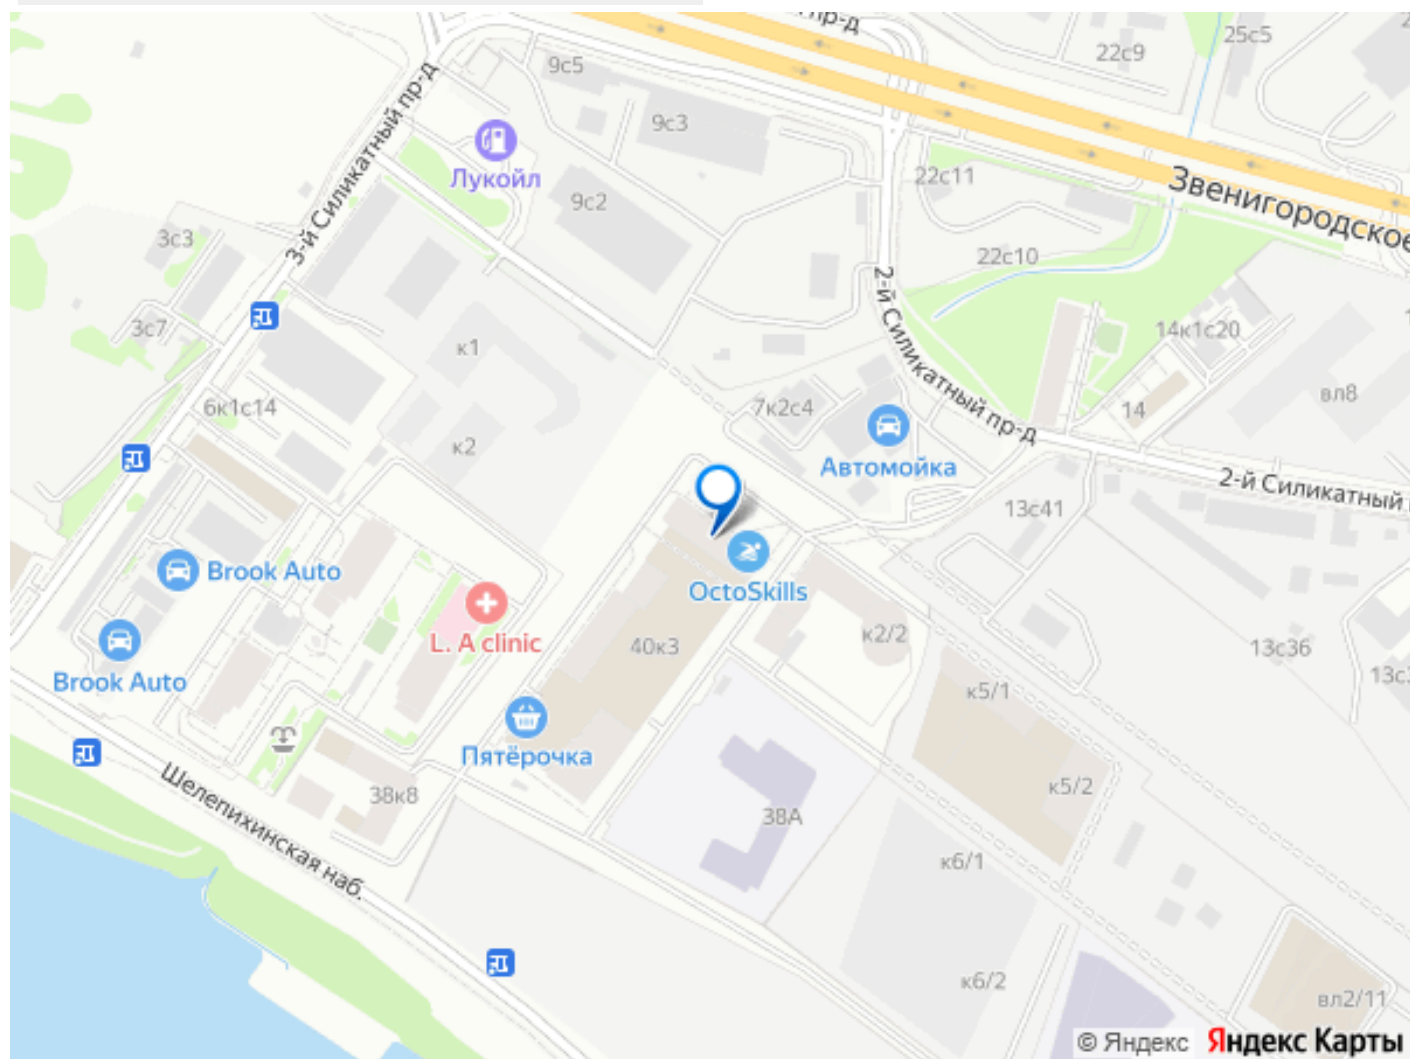 пр-д
25с5
22с9
9с5
3-й Силикатный пр-д
9с3
Лукойл
22с11
Звенигородское
9с2
3с3
22с10
2-й Силикатный пр-д
3с7
14к1с20
к1
вл8
6к1с14
7к2с4
14
к2
Автомойка
2-й Силикатный
13с41
Brook Auto
OctoSkills
L. A clinic
40к3
к2/2
13с36
Brook Auto
к5/1
Пятёрочка
к5/2
Шелепихинская наб.
38к8
38А
к6/1
к6/2
вл2/11
© Яндекс Яндекс Карты